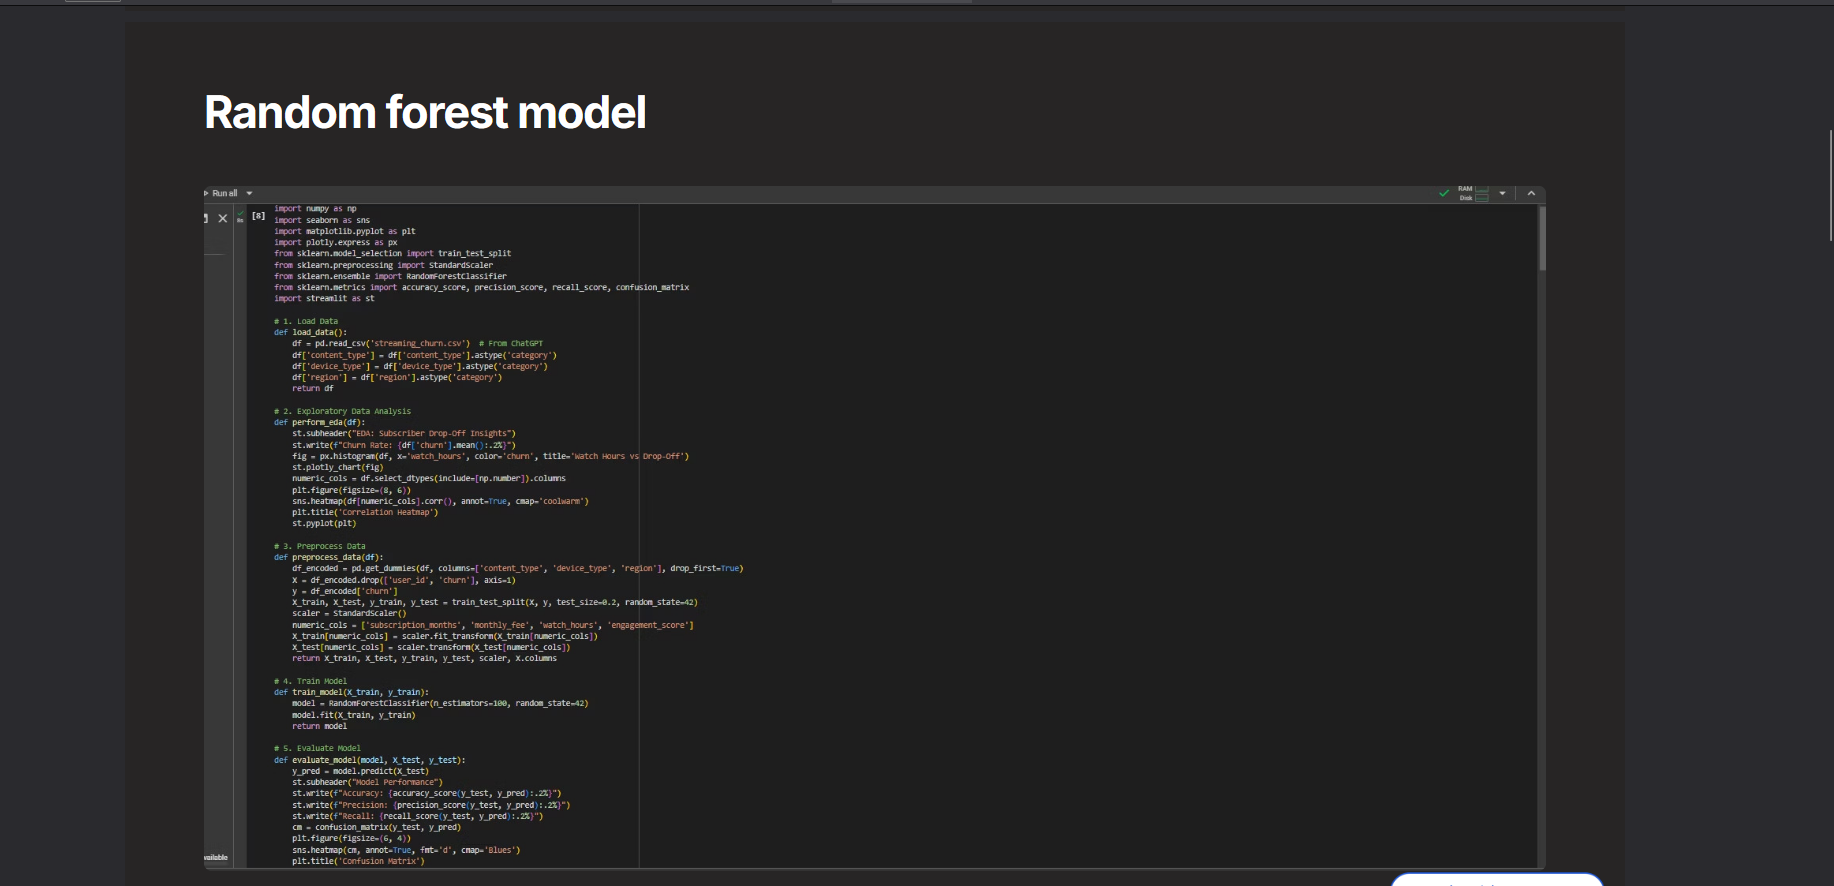 Random forest model
Run all
RAM
Disk
[8]
import numpy as np
import seaborn as sns
import matplotlib.pyplot as plt
import plotly.express as px
from sklearn.model_selection import train_test_split
from sklearn.preprocessing import StandardScaler
from sklearn.ensemble import RandomForestClassifier
from sklearn.metrics import accuracy_score, precision_score, recall_score, confusion_matrix
import streamlit as st
# 1. Load Data
def load_data():
df = pd.read_csv('streaming_churn.csv')  # From ChatGPT
df['content_type'] = df['content_type'].astype('category')
df['device_type'] = df['device_type'].astype('category')
df['region'] = df['region'].astype('category')
return df
# 2. Exploratory Data Analysis
def perform_eda(df):
st.subheader("EDA: Subscriber Drop-Off Insights")
st.write(f"Churn Rate: {df['churn'].mean():.2%}")
fig = px.histogram(df, x='watch_hours', color='churn', title='Watch Hours vs Drop-Off')
st.plotly_chart(fig)
numeric_cols = df.select_dtypes(include=[np.number]).columns
plt.figure(figsize=(8, 6))
sns.heatmap(df[numeric_cols].corr(), annot=True, cmap='coolwarm')
plt.title('Correlation Heatmap')
st.pyplot(plt)
# 3. Preprocess Data
def preprocess_data(df):
df_encoded = pd.get_dummies(df, columns=['content_type', 'device_type', 'region'], drop_first=True)
X = df_encoded.drop(['user_id', 'churn'], axis=1)
y = df_encoded['churn']
X_train, X_test, y_train, y_test = train_test_split(X, y, test_size=0.2, random_state=42)
scaler = StandardScaler()
numeric_cols = ['subscription_months', 'monthly_fee', 'watch_hours', 'engagement_score']
X_train[numeric_cols] = scaler.fit_transform(X_train[numeric_cols])
X_test[numeric_cols] = scaler.transform(X_test[numeric_cols])
return X_train, X_test, y_train, y_test, scaler, X.columns
# 4. Train Model
def train_model(X_train, y_train):
model = RandomForestClassifier(n_estimators=100, random_state=42)
model.fit(X_train, y_train)
return model
# 5. Evaluate Model
def evaluate_model(model, X_test, y_test):
y_pred = model.predict(X_test)
st.subheader("Model Performance")
st.write(f"Accuracy: {accuracy_score(y_test, y_pred):.2%}")
st.write(f"Precision: {precision_score(y_test, y_pred):.2%}")
st.write(f"Recall: {recall_score(y_test, y_pred):.2%}")
cm = confusion_matrix(y_test, y_pred)
plt.figure(figsize=(6, 4))
sns.heatmap(cm, annot=True, fmt='d', cmap='Blues')
plt.title('Confusion Matrix')
vailable